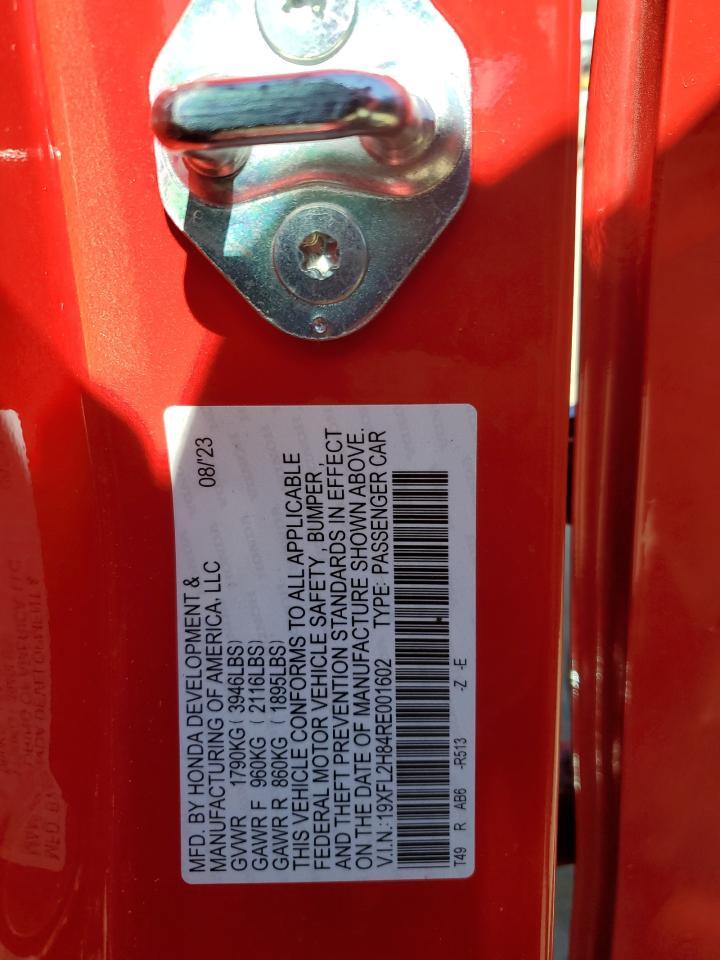 MFD. BY HONDA DEVELOPMENT & 08/'23
MANUFACTURING OF AMERICA, LLC
GVWR 1790KG ( 3946LBS)
GAWR F 960KG ( 2116LBS)
GAWR R 860KG ( 1895LBS)
THIS VEHICLE CONFORMS TO ALL APPLICABLE
FEDERAL MOTOR VEHICLE SAFETY, BUMPER,
AND THEFT PREVENTION STANDARDS IN EFFECT
ON THE DATE OF MANUFACTURE SHOWN ABOVE.
V.I.N.:19XFL2H84RE001602 TYPE: PASSENGER CAR
T49 R AB6 -R513 -Z -E